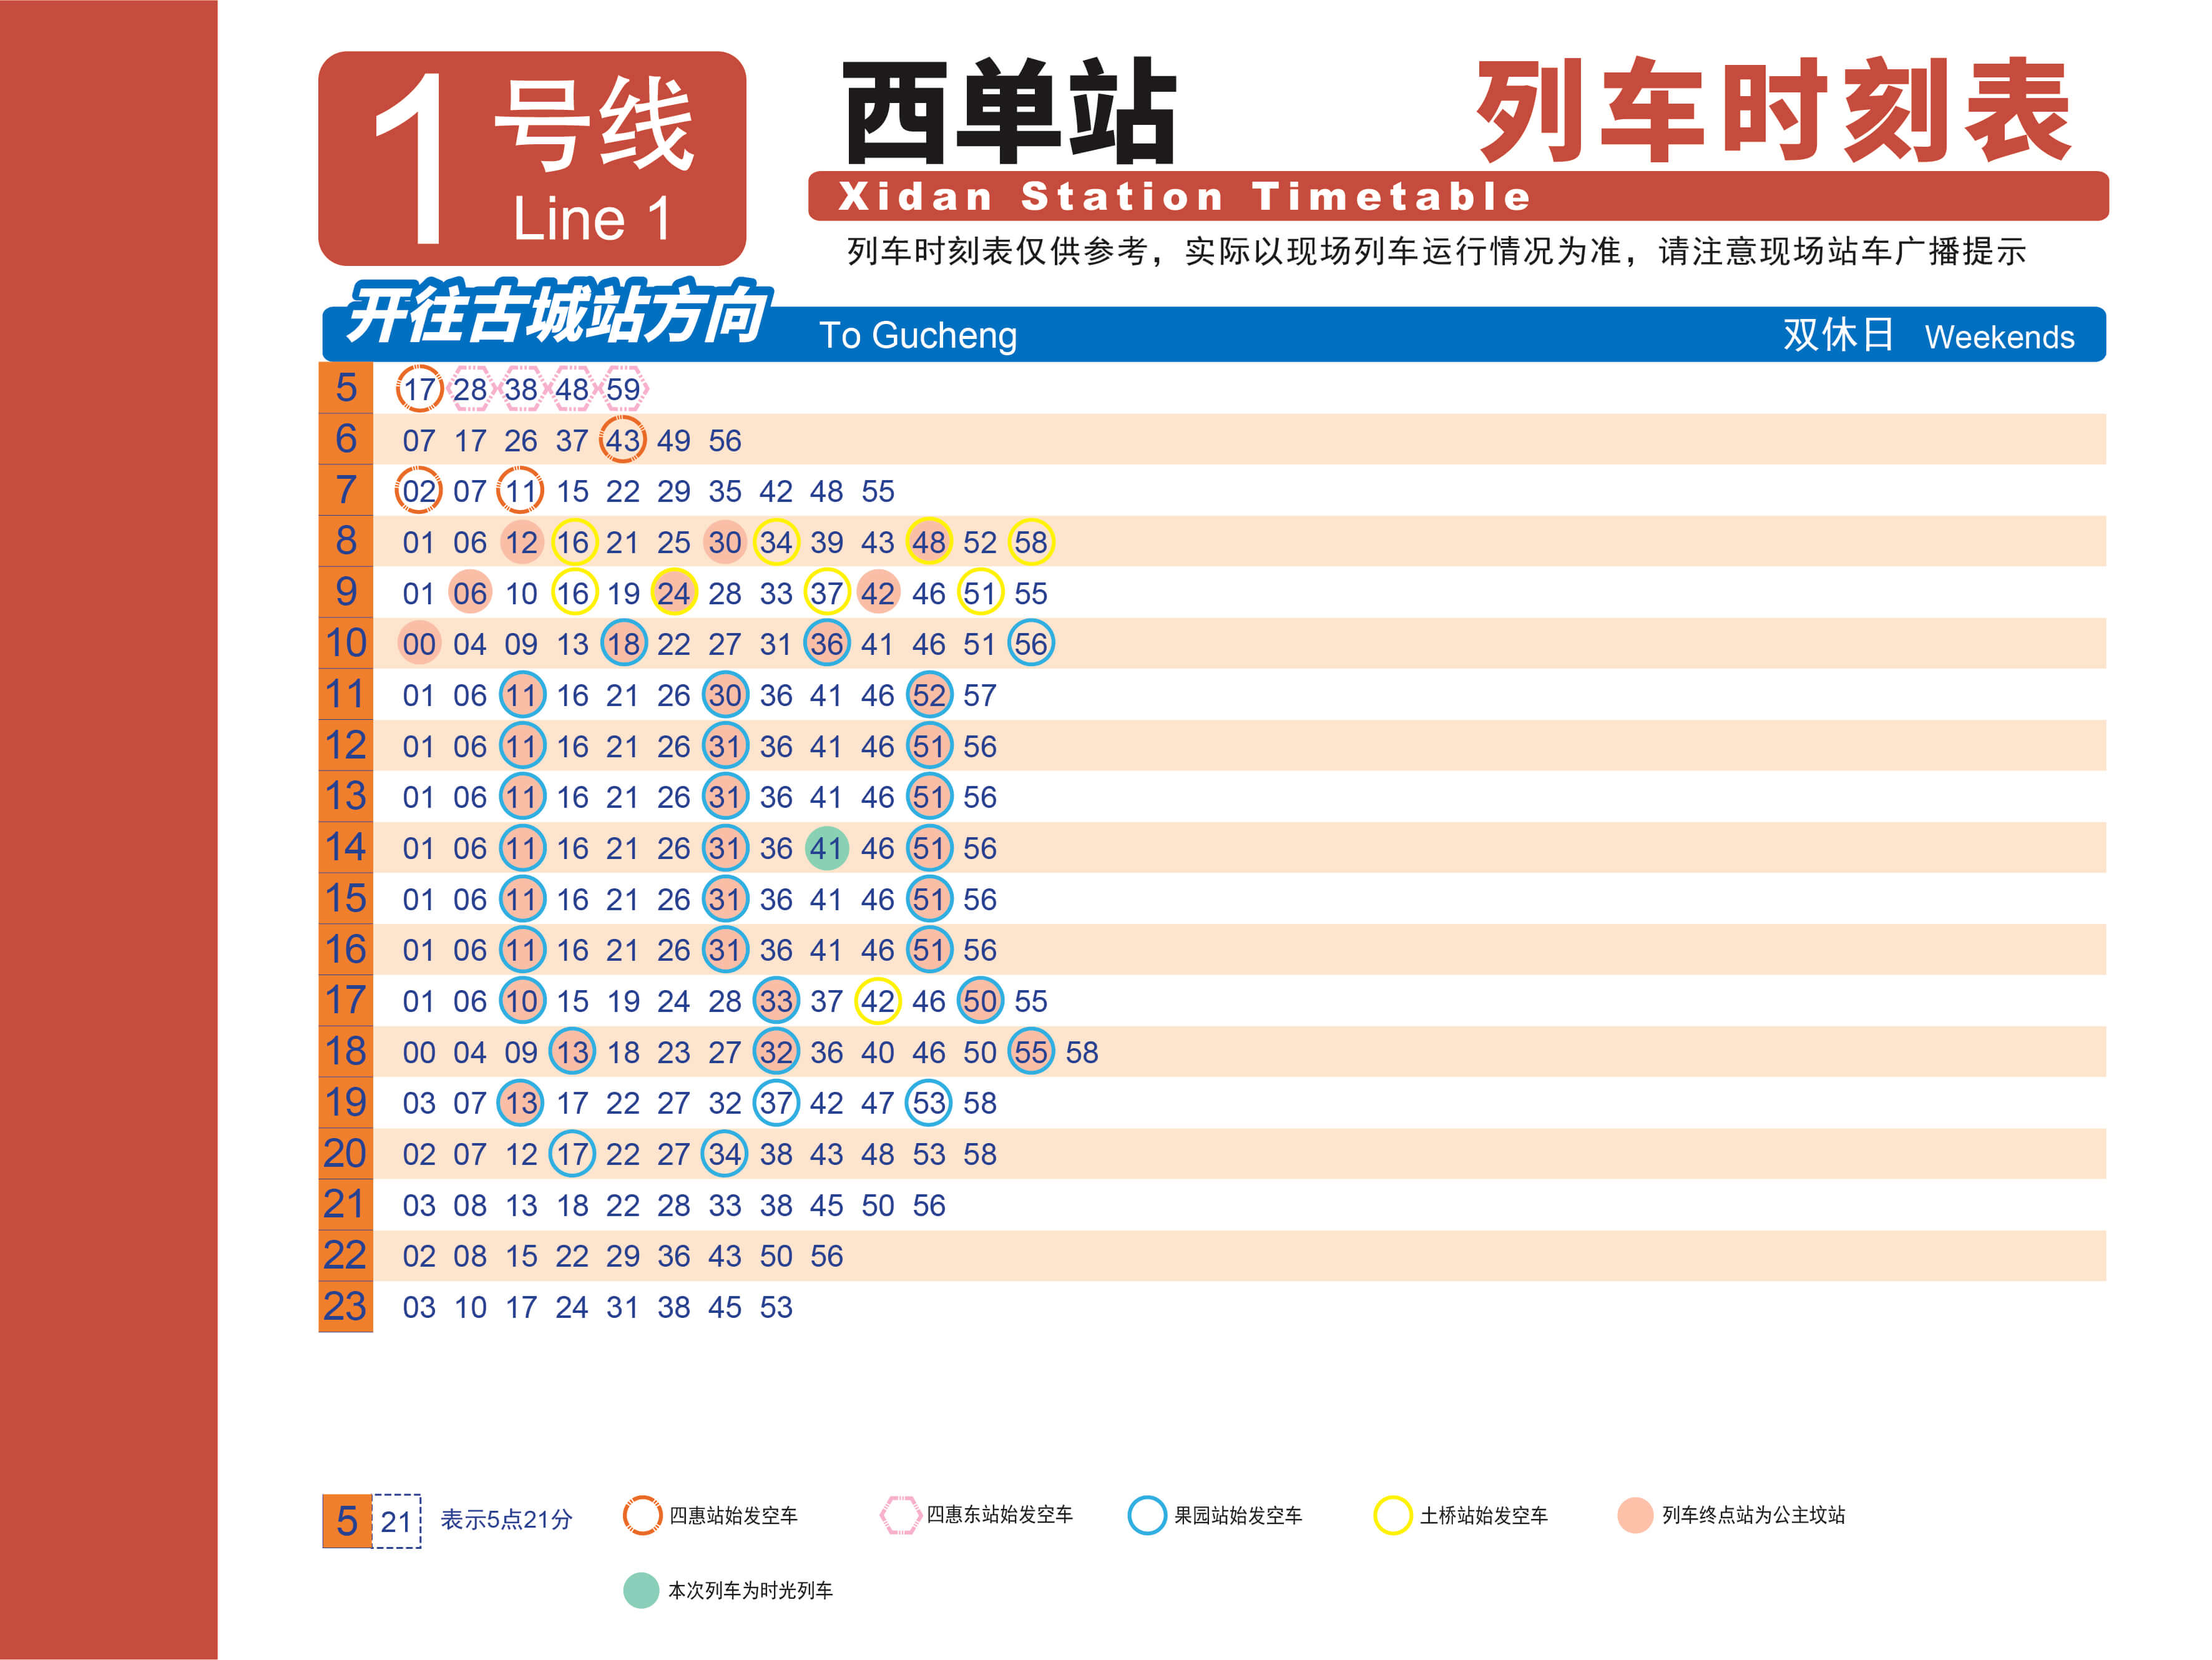 1号线
Line 1
西单站 列车时刻表
Xidan Station Timetable
列车时刻表仅供参考，实际以现场列车运行情况为准，请注意现场站车广播提示
开往古城站方向 To Gucheng 双休日 Weekends
5 17 28 38 48 59
6 07 17 26 37 43 49 56
7 02 07 11 15 22 29 35 42 48 55
8 01 06 12 16 21 25 30 34 39 43 48 52 58
9 01 06 10 16 19 24 28 33 37 42 46 51 55
10 00 04 09 13 18 22 27 31 36 41 46 51 56
11 01 06 11 16 21 26 30 36 41 46 52 57
12 01 06 11 16 21 26 31 36 41 46 51 56
13 01 06 11 16 21 26 31 36 41 46 51 56
14 01 06 11 16 21 26 31 36 41 46 51 56
15 01 06 11 16 21 26 31 36 41 46 51 56
16 01 06 11 16 21 26 31 36 41 46 51 56
17 01 06 10 15 19 24 28 33 37 42 46 50 55
18 00 04 09 13 18 23 27 32 36 40 46 50 55 58
19 03 07 13 17 22 27 32 37 42 47 53 58
20 02 07 12 17 22 27 34 38 43 48 53 58
21 03 08 13 18 22 28 33 38 45 50 56
22 02 08 15 22 29 36 43 50 56
23 03 10 17 24 31 38 45 53
5 21 表示5点21分 四惠站始发空车 四惠东站始发空车 果园站始发空车 土桥站始发空车 列车终点站为公主坟站
本次列车为时光列车